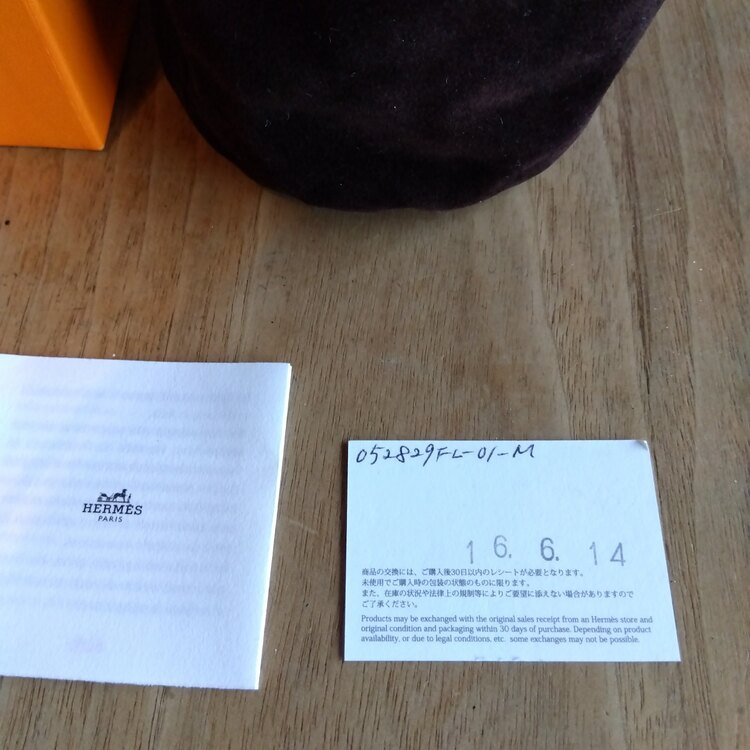 HERMÈS
PARIS
052829FL-01-M
16. 6. 14
商品の交換には、ご購入後30日以内のレシートが必要となります。
未使用でご購入時の包装の状態のものに限ります。
また、在庫の状況や法律上の規制等によりご要望に添えない場合がありますので
ご了承ください。
Products may be exchanged with the original sales receipt from an Hermès store and
original condition and packaging within 30 days of purchase. Depending on product
availability, or due to legal conditions, etc. some exchanges may not be possible.